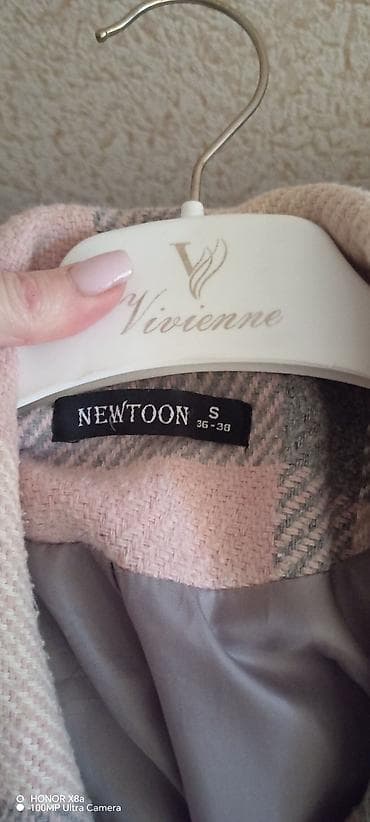 V
Vivienne
NEWTOON S
36-38
HONOR X8a
100MP Ultra Camera